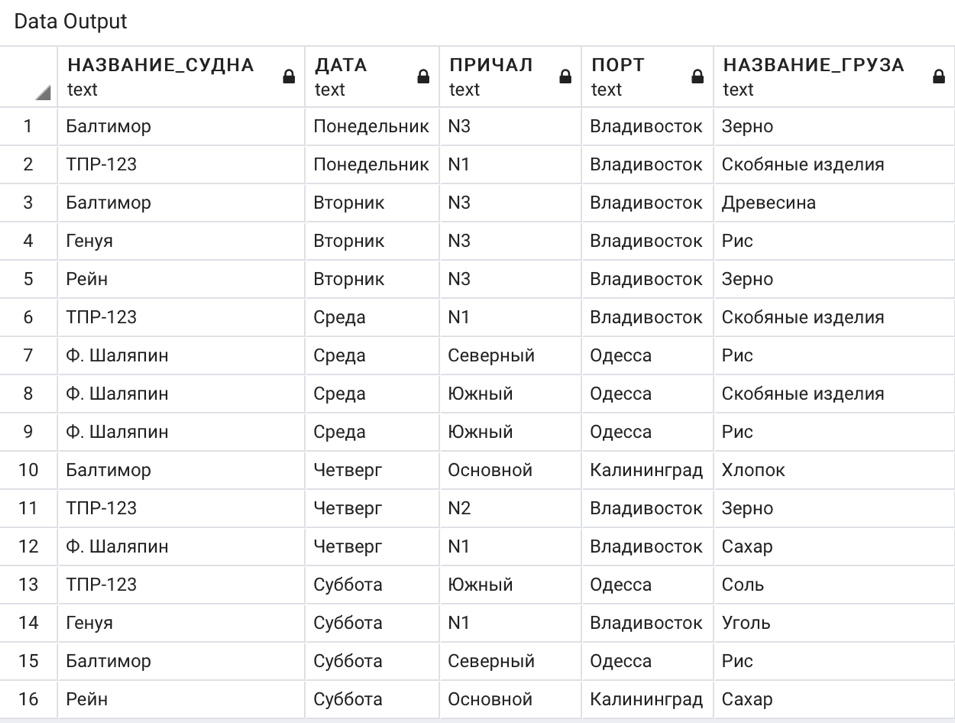 Data Output
НАЗВАНИЕ_СУДНА ДАТА ПРИЧАЛ ПОРТ НАЗВАНИЕ_ГРУЗА
text text text text text
1 Балтимор Понедельник N3 Владивосток Зерно
2 ТПР-123 Понедельник N1 Владивосток Скобяные изделия
3 Балтимор Вторник N3 Владивосток Древесина
4 Генуя Вторник N3 Владивосток Рис
5 Рейн Вторник N3 Владивосток Зерно
6 ТПР-123 Среда N1 Владивосток Скобяные изделия
7 Ф. Шаляпин Среда Северный Одесса Рис
8 Ф. Шаляпин Среда Южный Одесса Скобяные изделия
9 Ф. Шаляпин Среда Южный Одесса Рис
10 Балтимор Четверг Основной Калининград Хлопок
11 ТПР-123 Четверг N2 Владивосток Зерно
12 Ф. Шаляпин Четверг N1 Владивосток Сахар
13 ТПР-123 Суббота Южный Одесса Соль
14 Генуя Суббота N1 Владивосток Уголь
15 Балтимор Суббота Северный Одесса Рис
16 Рейн Суббота Основной Калининград Сахар